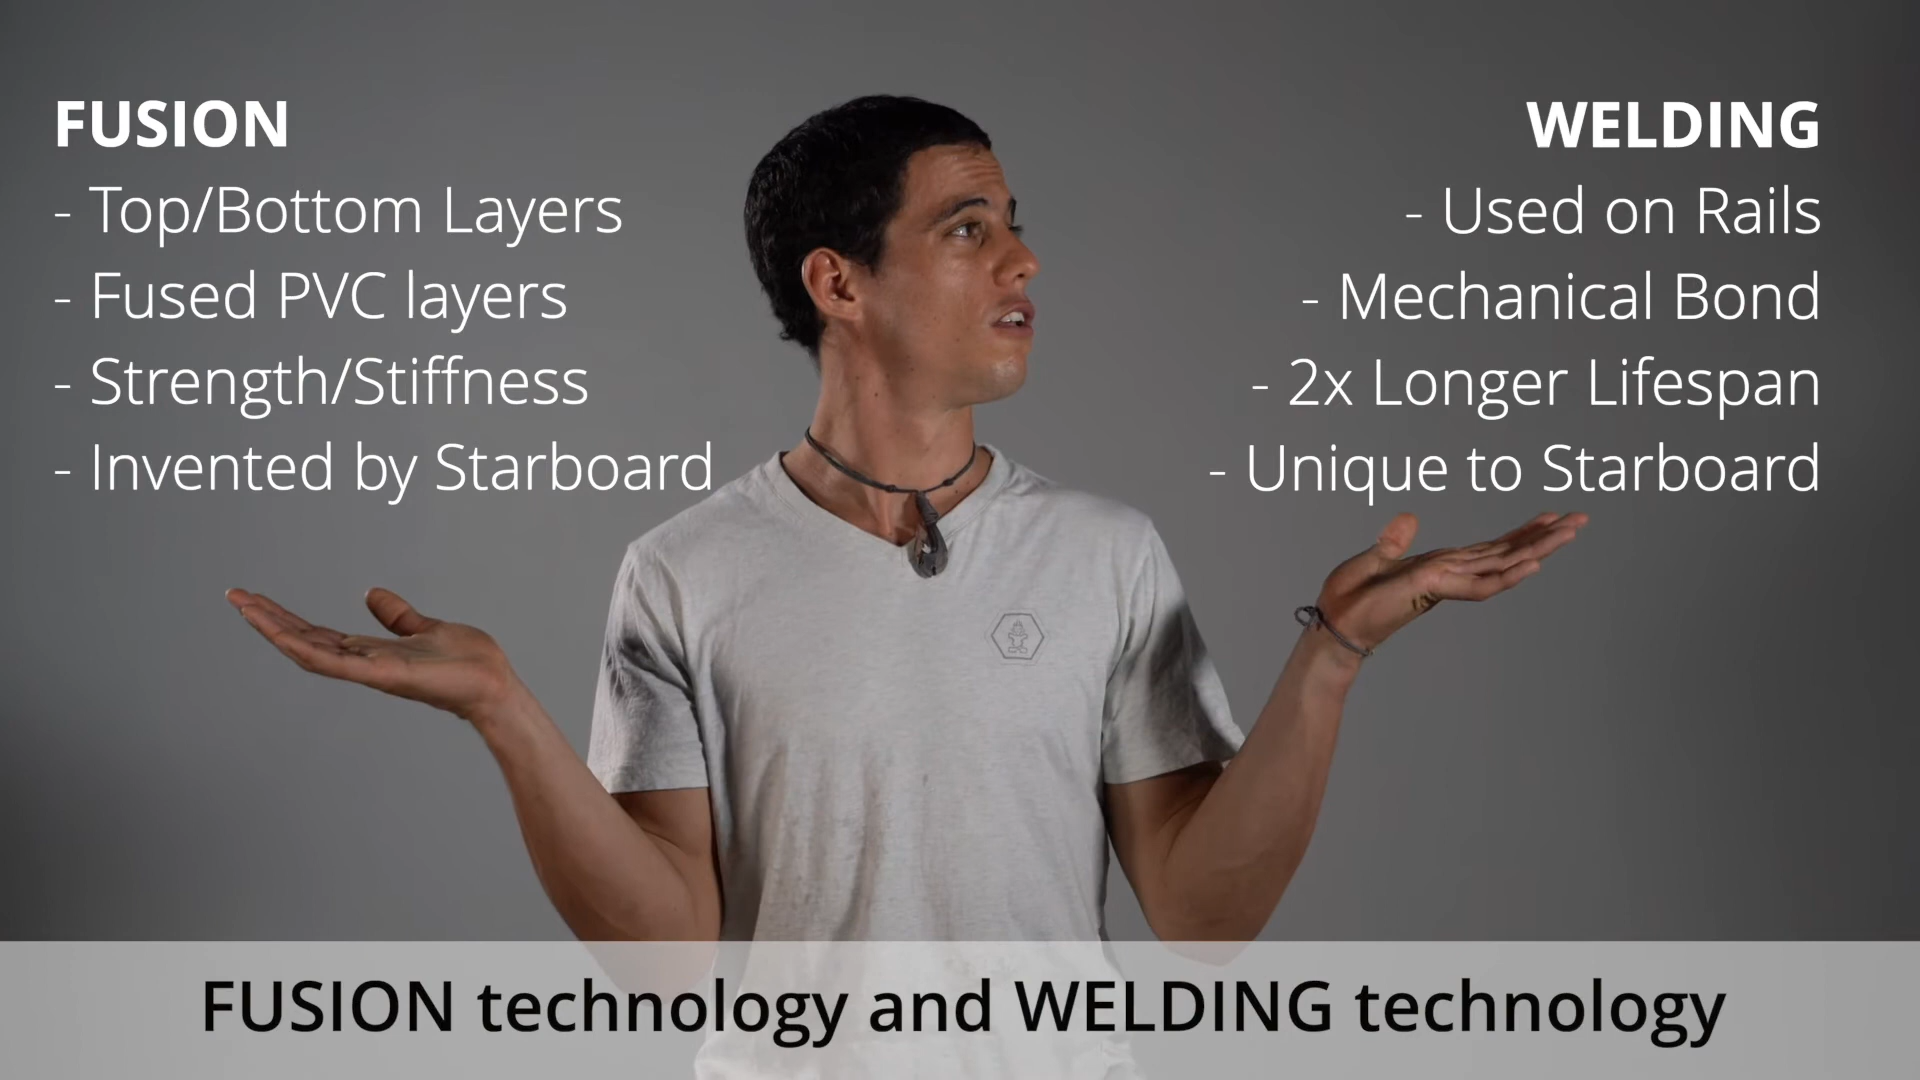 FUSION
- Top/Bottom Layers
- Fused PVC layers
- Strength/Stiffness
- Invented by Starboard
WELDING
- Used on Rails
- Mechanical Bond
- 2x Longer Lifespan
- Unique to Starboard
FUSION technology and WELDING technology